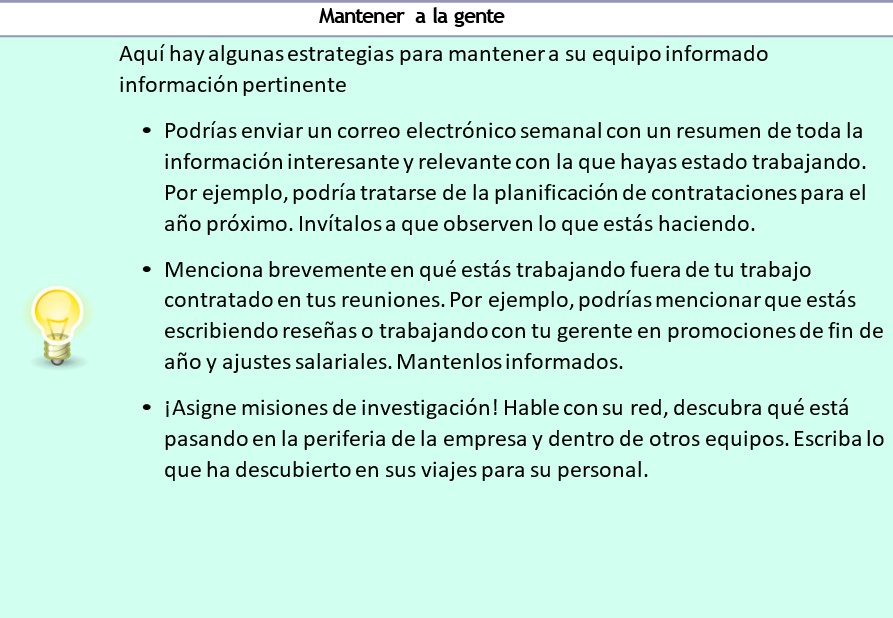 Mantener a la gente
Aquí hay algunas estrategias para mantener a su equipo informado
información pertinente
• Podrías enviar un correo electrónico semanal con un resumen de toda la
información interesante y relevante con la que hayas estado trabajando.
Por ejemplo, podría tratarse de la planificación de contrataciones para el
año próximo. Invítalos a que observen lo que estás haciendo.
• Menciona brevemente en qué estás trabajando fuera de tu trabajo
contratado en tus reuniones. Por ejemplo, podrías mencionar que estás
escribiendo reseñas o trabajando con tu gerente en promociones de fin de
año y ajustes salariales. Mantenlos informados.
• ¡Asigne misiones de investigación! Hable con su red, descubra qué está
pasando en la periferia de la empresa y dentro de otros equipos. Escriba lo
que ha descubierto en sus viajes para su personal.